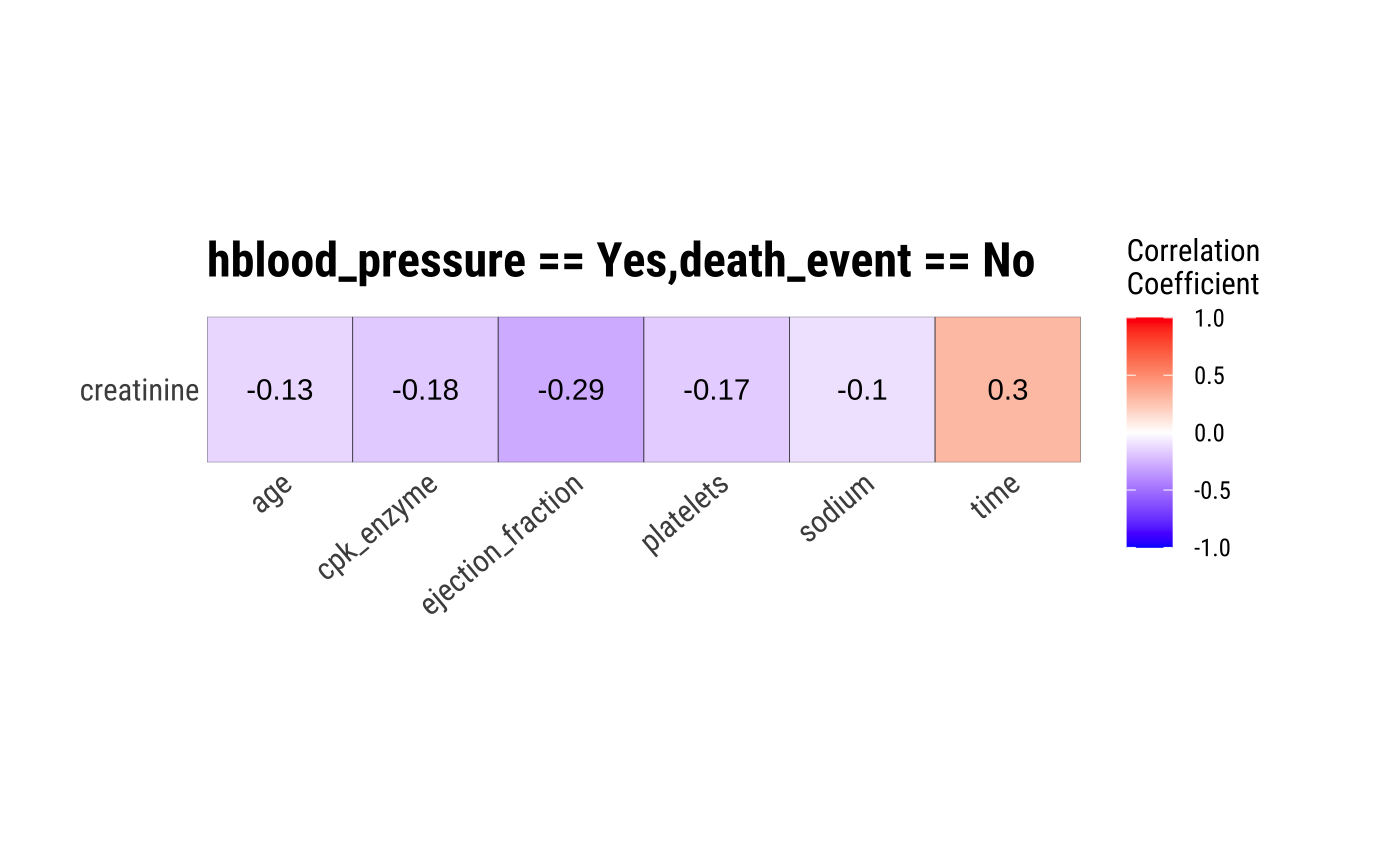 hblood_pressure == Yes,death_event == No
Correlation
Coefficient
1.0
0.5
0.0
-0.5
-1.0
creatinine
-0.13
-0.18
-0.29
-0.17
-0.1
0.3
age
cpk_enzyme
ejection_fraction
platelets
sodium
time